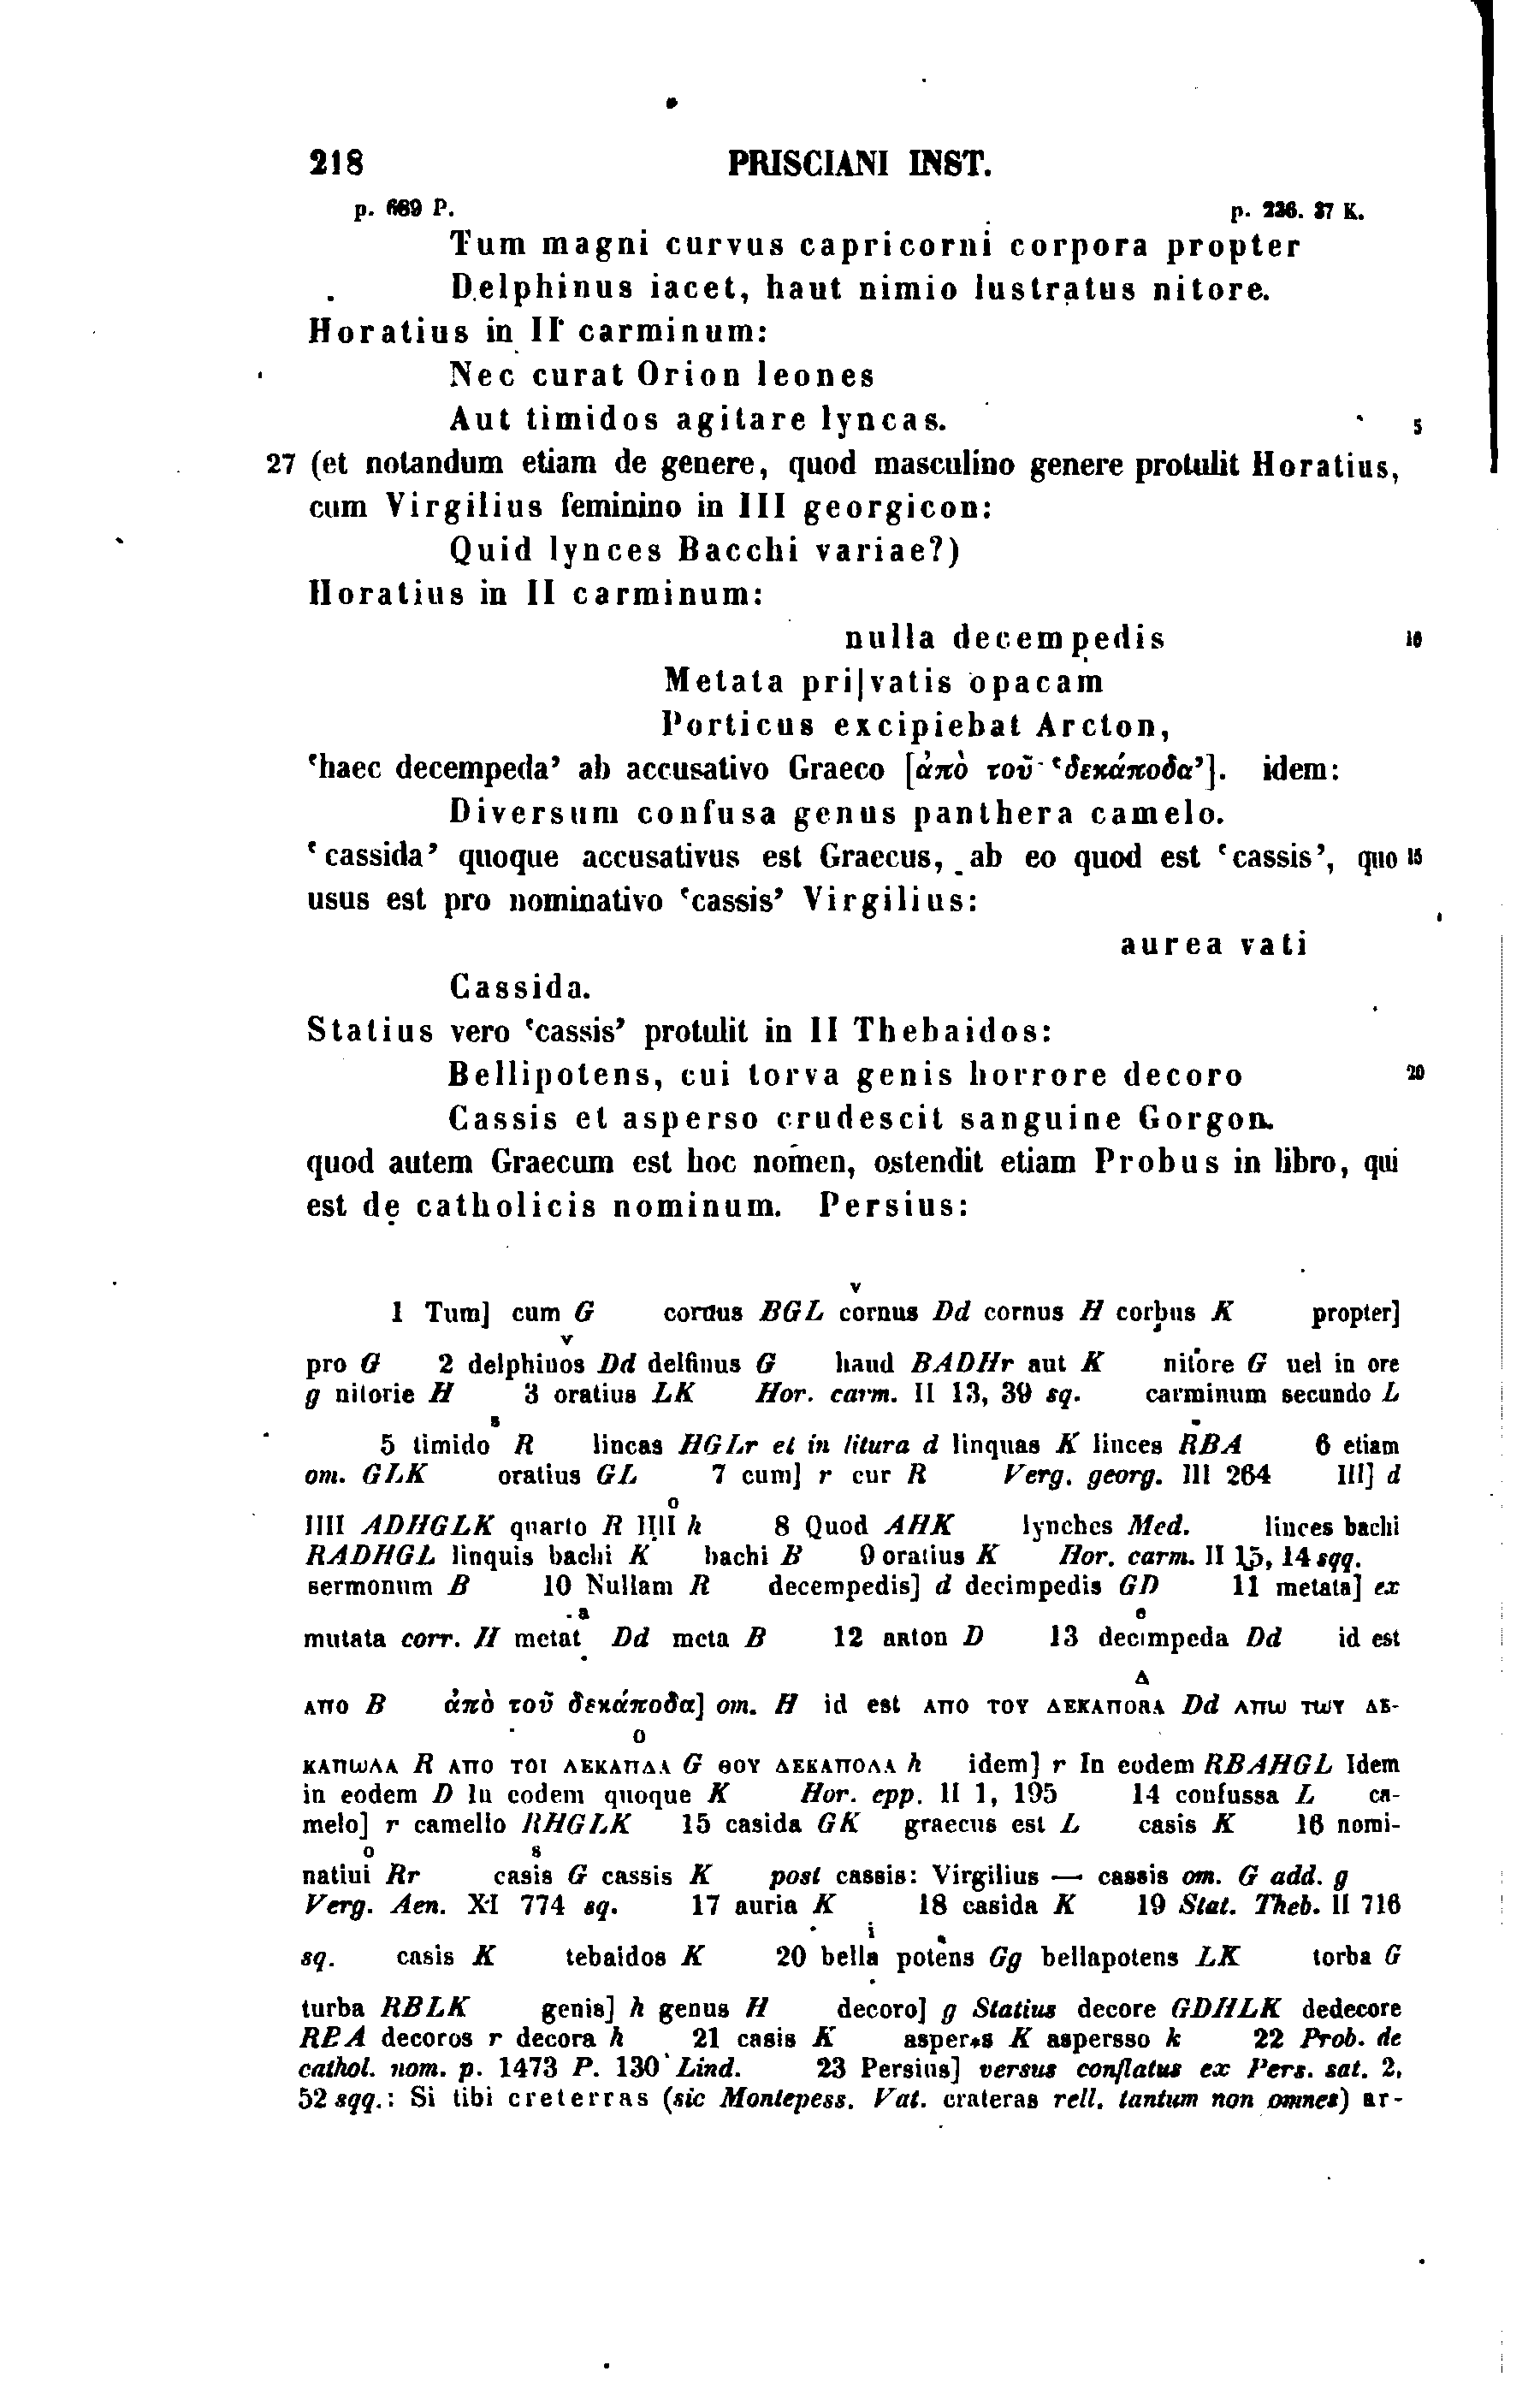 218 PRISCIANI INST.
p. 669 P. p. 236. 37 K.
Tum magni curvus capricorni corpora propter
Delphinus iacet, haut nimio lustratus nitore.
Horatius in II carminum:
Nec curat Orion leones
Aut timidos agitare lyncas. 5
27 (et notandum etiam de genere, quod masculino genere protulit Horatius,
cum Virgilius feminino in III georgicon:
Quid lynces Bacchi variae?)
Horatius in II carminum:
nulla decempedis 10
Metata pri|vatis opacam
Porticus excipiebat Arcton,
‘haec decempeda’ ab accusativo Graeco [ἀπὸ τοῦ ‘δεκάποδα’]. idem:
Diversum confusa genus panthera camelo.
‘cassida’ quoque accusativus est Graecus, ab eo quod est ‘cassis’, quo 15
usus est pro nominativo ‘cassis’ Virgilius:
aurea vati
Cassida.
Statius vero ‘cassis’ protulit in II Thebaidos:
Bellipotens, cui torva genis horrore decoro 20
Cassis et asperso crudescit sanguine Gorgon.
quod autem Graecum est hoc nomen, ostendit etiam Probus in libro, qui
est de catholicis nominum. Persius:
v
1 Tum] cum G cornus BGL cornus Dd cornus H corbus K propter]
v
pro G 2 delphinos Dd delfinus G haud BADHr aut K nitore G uel in ore
g nitorie H 3 oratius LK Hor. carm. II 13, 39 sq. carminum secundo L
s
5 timido R lincas HGLr et in litura d linquas K linces RBA 6 etiam
om. GLK oratius GL 7 cum] r cur R Verg. georg. III 264 III] d
o
IIII ADHGLK quarto R IIII h 8 Quod AHK lynches Med. linces bachi
RADHGL linquis bachi K bachi B 9 oratius K Hor. carm. II 15, 14 sqq.
sermonum B 10 Nullam R decempedis] d decimpedis GD 11 metata] ex
a e
mutata corr. H metat Dd meta B 12 anton D 13 decimpeda Dd id est
Δ
ΑΠΟ B ἀπὸ τοῦ δεκάποδα] om. H id est ΑΠΟ ΤΟΥ ΔΕΚΑΠΟΒΑ Dd ΛΠΩ ΤΩΥ ΔΕ-
Ο
ΚΑΠΩΛΑ R ΑΠΟ ΤΟΙ ΛΕΚΑΠΔΑ G ΘΟΥ ΔΕΚΑΠΟΛΑ h idem] r In eodem RBAHGL Idem
in eodem D In eodem quoque K Hor. epp. II 1, 195 14 confussa L ca-
melo] r camello RHGLK 15 casida GK graecus est L casis K 16 nomi-
o s
natiui Rr casis G cassis K post cassis: Virgilius — cassis om. G add. g
Verg. Aen. XI 774 sq. 17 auria K 18 casida K 19 Stat. Theb. II 716
i
sq. casis K tebaidos K 20 bella potens Gg bellapotens LK torba G
turba RBLK genis] h genus H decoro] g Statius decore GDHLK dedecore
RBA decoros r decora h 21 casis K asper*s K aspersso k 22 Prob. de
cathol. nom. p. 1473 P. 130 Lind. 23 Persius] versus conflatus ex Pers. sat. 2,
52 sqq.: Si tibi creterras (sic Montepess. Vat. crateras rell. tantum non omnes) ar-